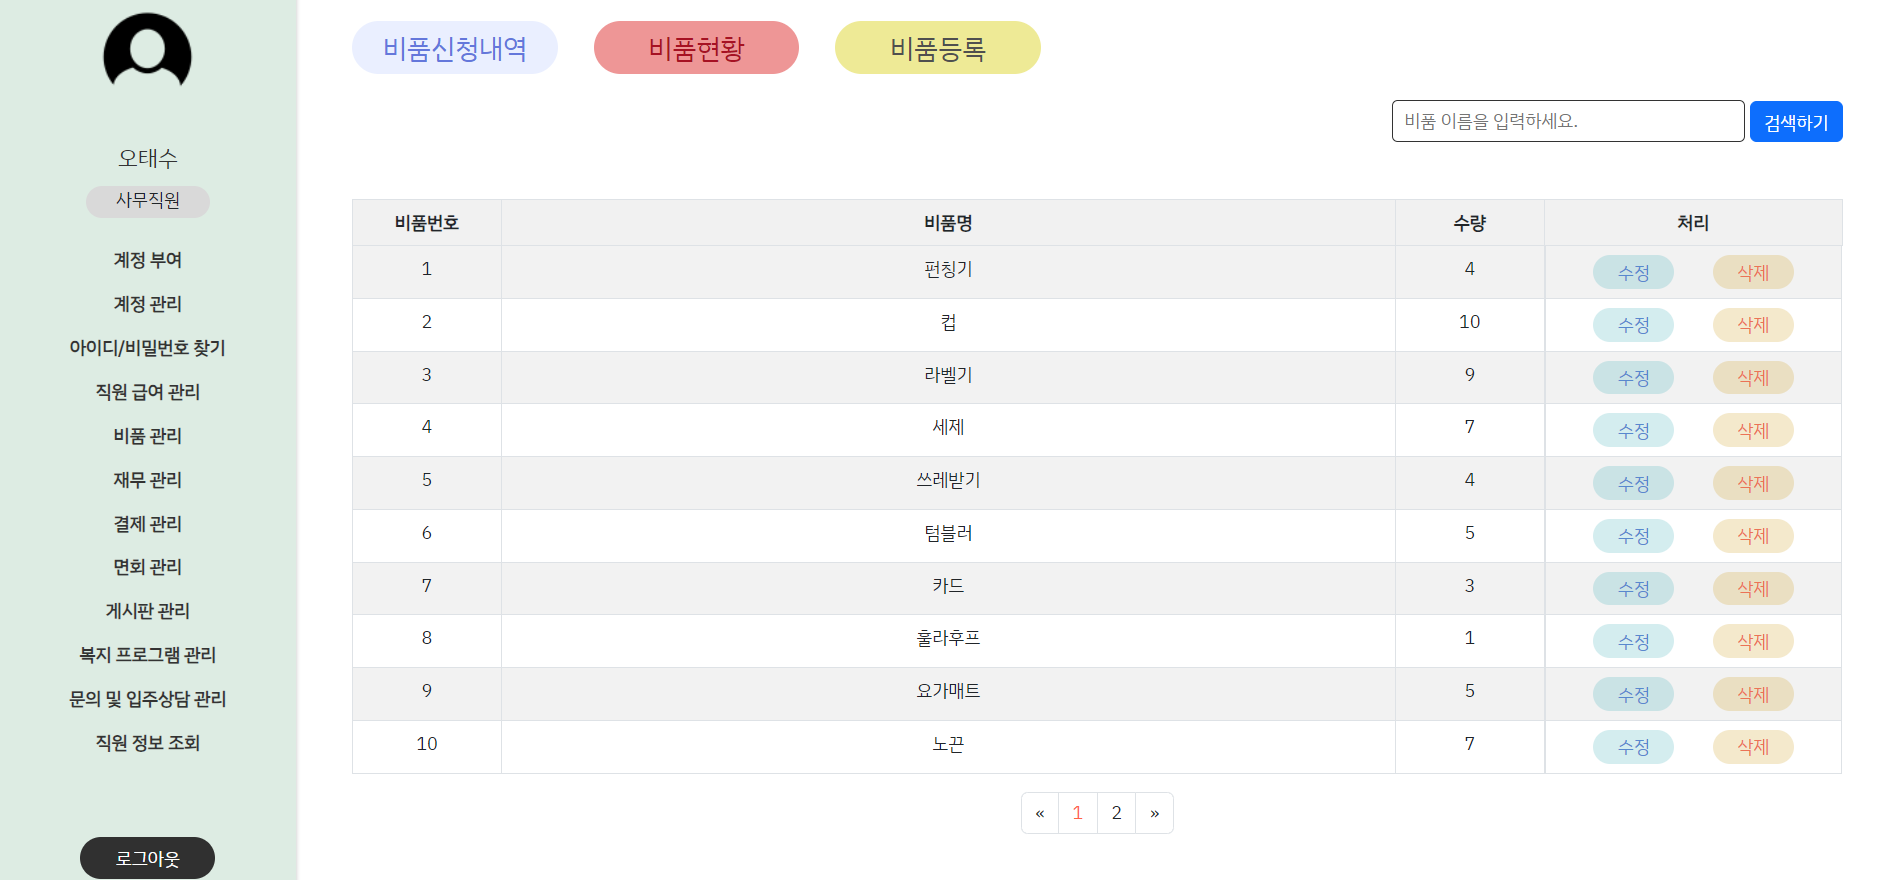 오태수
사무직원
계정 부여
계정 관리
아이디/비밀번호 찾기
직원 급여 관리
비품 관리
재무 관리
결제 관리
면회 관리
게시판 관리
복지 프로그램 관리
문의 및 입주상담 관리
직원 정보 조회
로그아웃
비품신청내역 비품현황 비품등록
비품 이름을 입력하세요. 검색하기
비품번호 비품명 수량 처리
1 펀칭기 4 수정 삭제
2 컵 10 수정 삭제
3 라벨기 9 수정 삭제
4 세제 7 수정 삭제
5 쓰레받기 4 수정 삭제
6 텀블러 5 수정 삭제
7 카드 3 수정 삭제
8 훌라후프 1 수정 삭제
9 요가매트 5 수정 삭제
10 노끈 7 수정 삭제
« 1 2 »